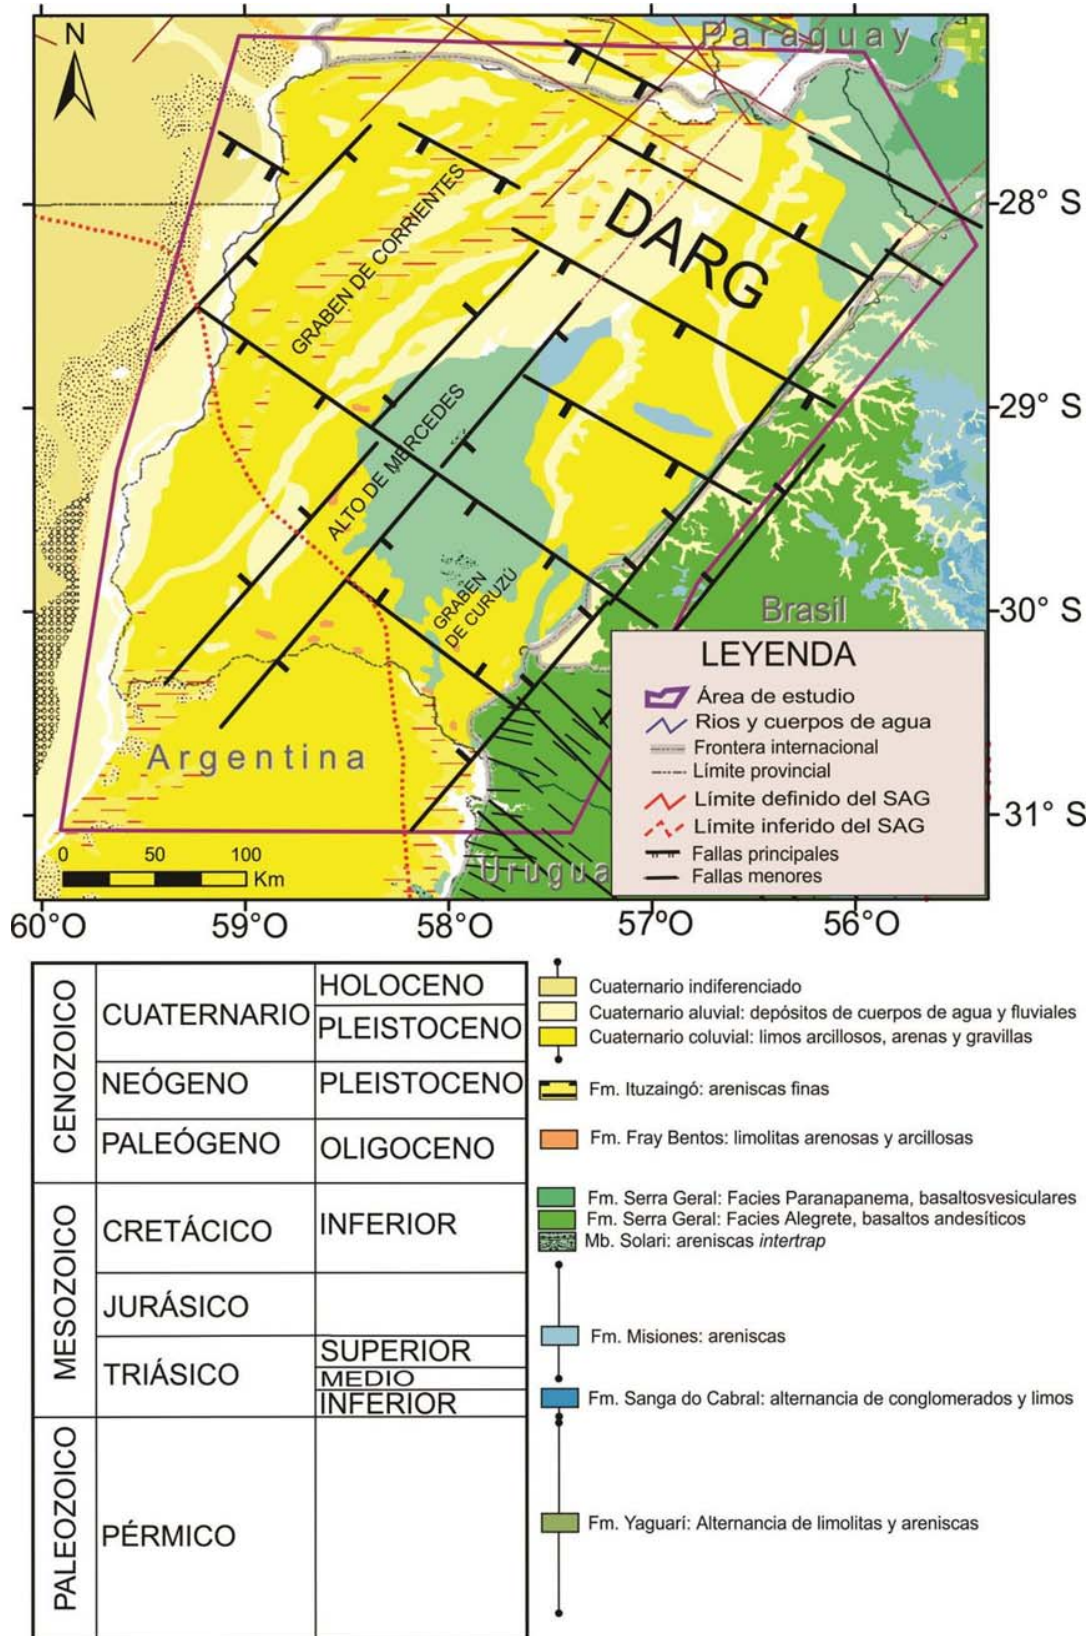 N
Paraguay
28° S
29° S
30° S
31° S
DARG
GRABEN DE CORRIENTES
ALTO DE MERCEDES
GRABEN
DE CURUZÚ
Brasil
Argentina
Urugua
LEYENDA
Área de estudio
Rios y cuerpos de agua
Frontera internacional
Límite provincial
Límite definido del SAG
Límite inferido del SAG
Fallas principales
Fallas menores
0 50 100
Km
60°O 59°O 58°O 57°O 56°O
CENOZOICO
CUATERNARIO
HOLOCENO
PLEISTOCENO
NEÓGENO
PLEISTOCENO
PALEÓGENO
OLIGOCENO
MESOZOICO
CRETÁCICO
INFERIOR
JURÁSICO
TRIÁSICO
SUPERIOR
MEDIO
INFERIOR
PALEOZOICO
PÉRMICO
Cuaternario indiferenciado
Cuaternario aluvial: depósitos de cuerpos de agua y fluviales
Cuaternario coluvial: limos arcillosos, arenas y gravillas
Fm. Ituzaingó: areniscas finas
Fm. Fray Bentos: limolitas arenosas y arcillosas
Fm. Serra Geral: Facies Paranapanema, basaltosvesiculares
Fm. Serra Geral: Facies Alegrete, basaltos andesíticos
Mb. Solari: areniscas intertrap
Fm. Misiones: areniscas
Fm. Sanga do Cabral: alternancia de conglomerados y limos
Fm. Yaguarí: Alternancia de limolitas y areniscas